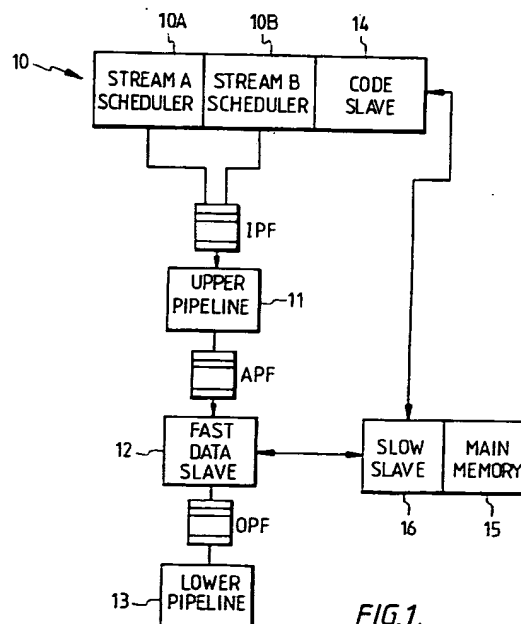 10A
10B
14
10
STREAM A
SCHEDULER
STREAM B
SCHEDULER
CODE
SLAVE
IPF
UPPER
PIPELINE
11
APF
12
FAST
DATA
SLAVE
SLOW
SLAVE
MAIN
MEMORY
16
15
OPF
13
LOWER
PIPELINE
FIG.1.